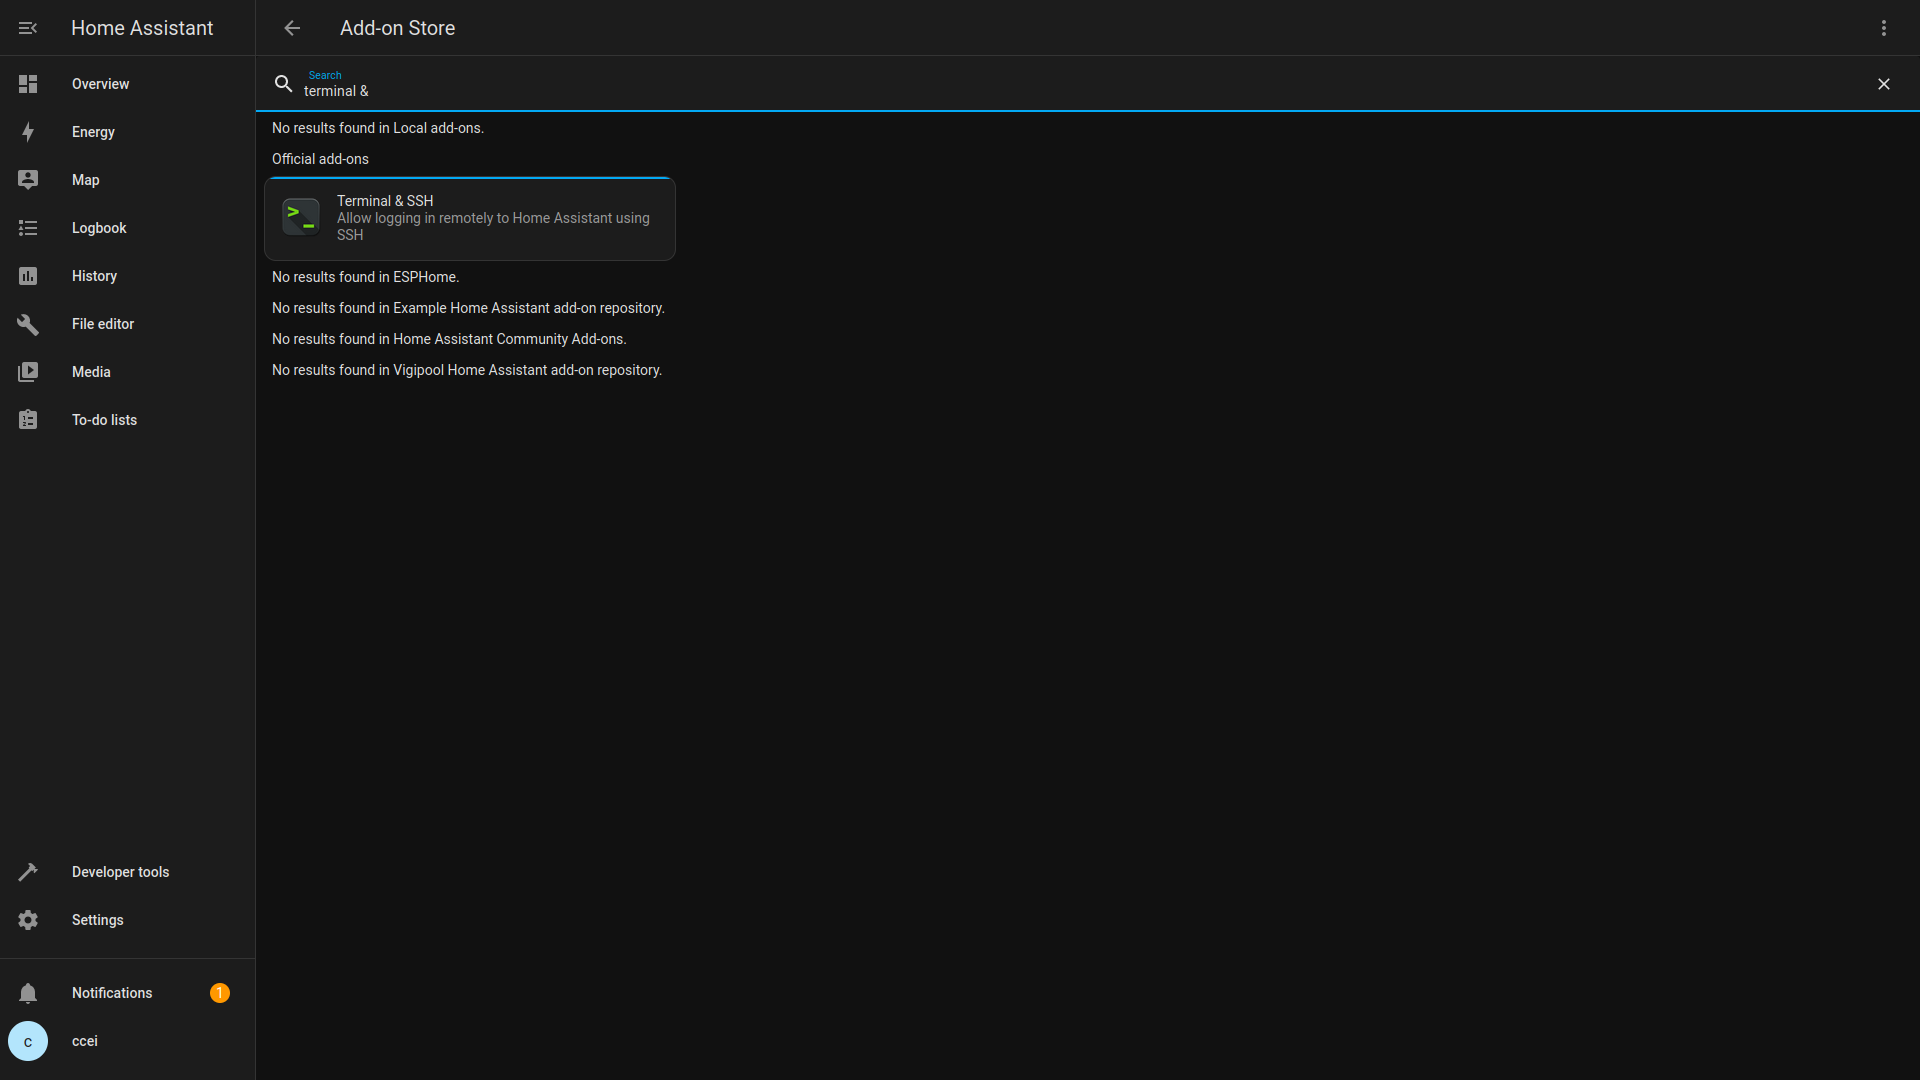 Home Assistant
Add-on Store
Overview
Energy
Map
Logbook
History
File editor
Media
To-do lists
Developer tools
Settings
Notifications
1
c
ccei
Search
terminal &
No results found in Local add-ons.
Official add-ons
Terminal & SSH
Allow logging in remotely to Home Assistant using
SSH
No results found in ESPHome.
No results found in Example Home Assistant add-on repository.
No results found in Home Assistant Community Add-ons.
No results found in Vigipool Home Assistant add-on repository.